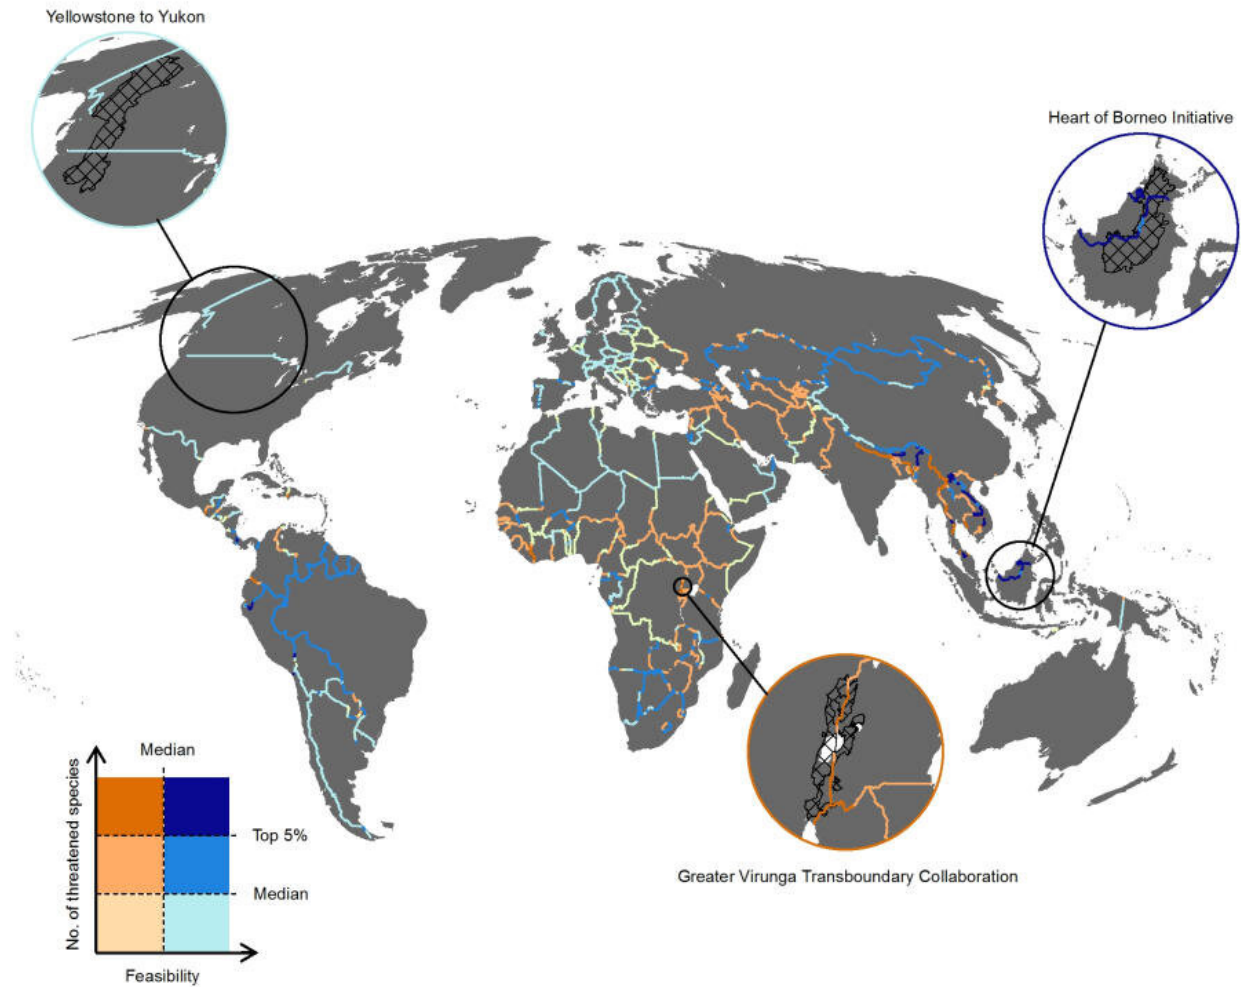 Yellowstone to Yukon
Heart of Borneo Initiative
Greater Virunga Transboundary Collaboration
Median
No. of threatened species
Top 5%
Median
Feasibility